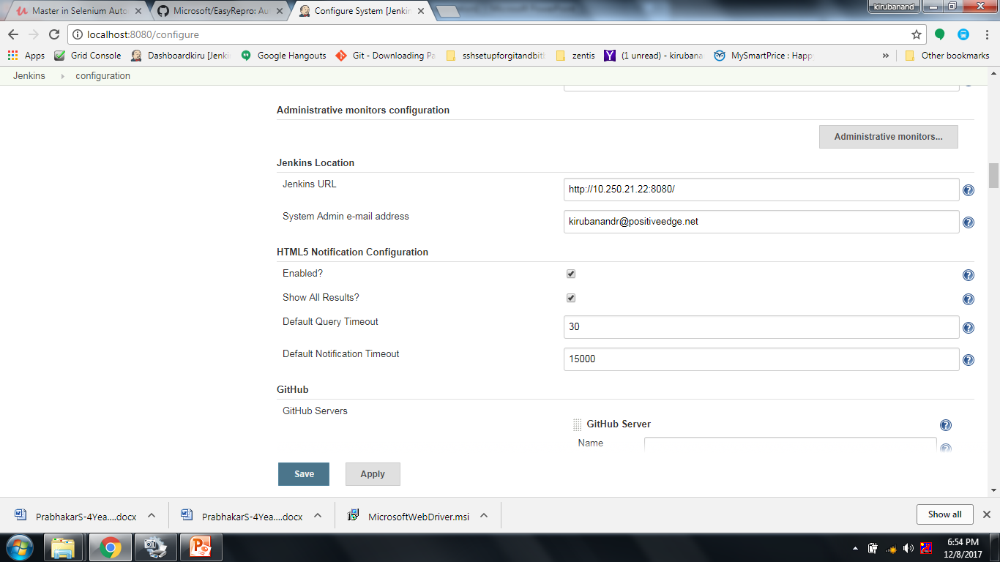 Master in Selenium Auto
Microsoft/EasyRepro: Au
Configure System [Jenkin
kirubanand
localhost:8080/configure
Apps
Grid Console
Dashboardkiru [Jenki
Google Hangouts
Git - Downloading Pa
sshsetupforgitandbitb
zentis
(1 unread) - kirubana
MySmartPrice : Happ
»
Other bookmarks
Jenkins
configuration
Administrative monitors configuration
Administrative monitors...
Jenkins Location
Jenkins URL
http://10.250.21.22:8080/
System Admin e-mail address
kirubanandr@positiveedge.net
HTML5 Notification Configuration
Enabled?
Show All Results?
Default Query Timeout
30
Default Notification Timeout
15000
GitHub
GitHub Servers
GitHub Server
Name
Save
Apply
PrabhakarS-4Yea....docx
PrabhakarS-4Yea....docx
MicrosoftWebDriver.msi
Show all
6:54 PM
12/8/2017